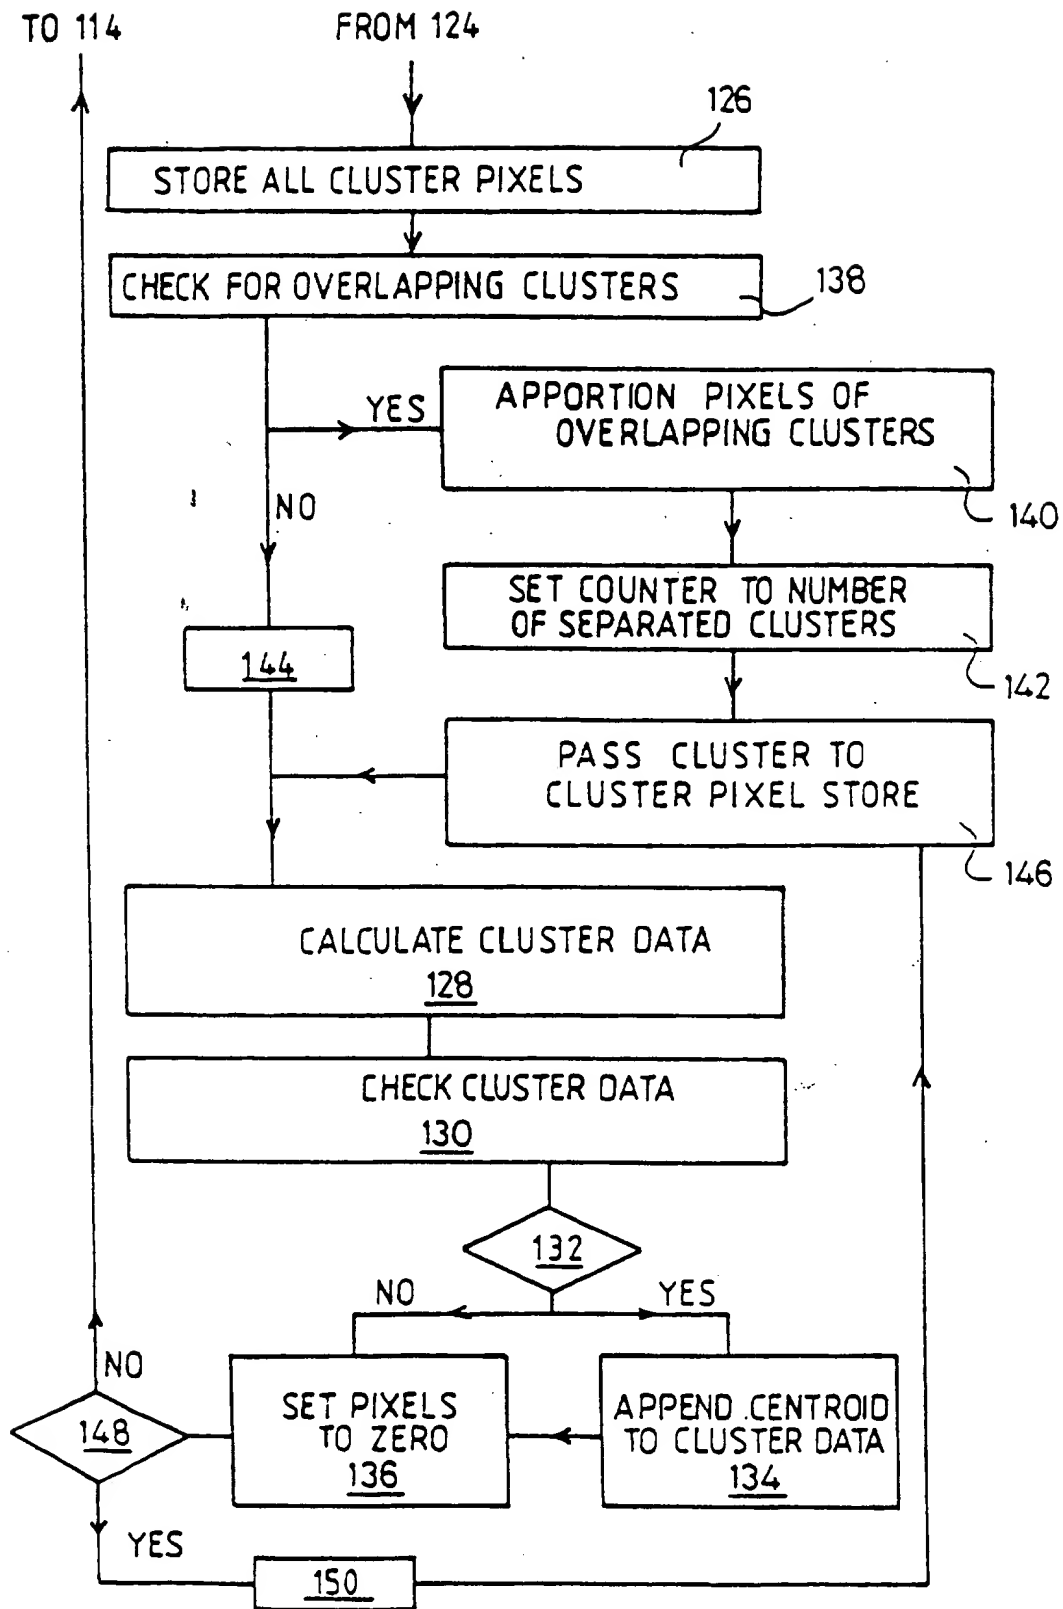 TO 114
FROM 124
126
STORE ALL CLUSTER PIXELS
CHECK FOR OVERLAPPING CLUSTERS
138
YES
APPORTION PIXELS OF
OVERLAPPING CLUSTERS
140
NO
SET COUNTER TO NUMBER
OF SEPARATED CLUSTERS
142
144
PASS CLUSTER TO
CLUSTER PIXEL STORE
146
CALCULATE CLUSTER DATA
128
CHECK CLUSTER DATA
130
132
NO
YES
NO
148
SET PIXELS
TO ZERO
136
APPEND CENTROID
TO CLUSTER DATA
134
YES
150